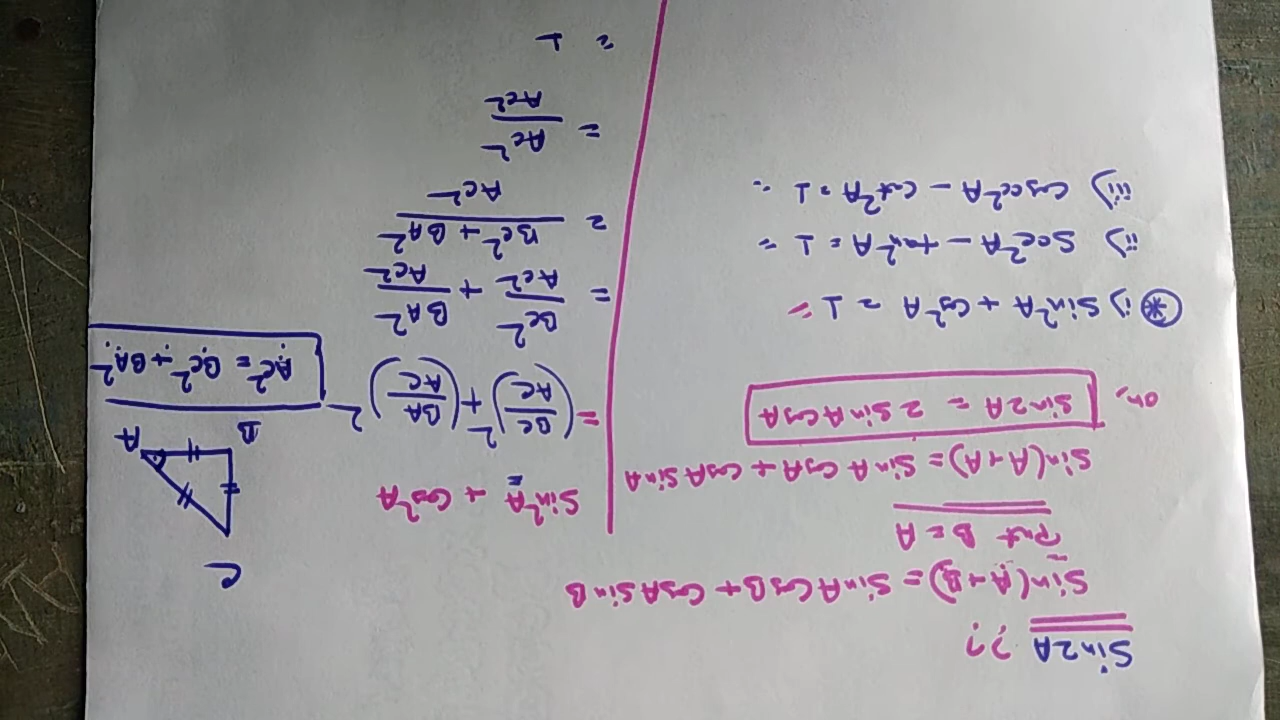 Sin2A ??
Sin(A+B) = SinA CosB + CosA SinB
Put B = A
Sin(A+A) = SinA CosA + CosA SinA
or, Sin2A = 2 SinA CosA
* i) Sin²A + Cos²A = 1
ii) Sec²A - tan²A = 1
iii) Cosec²A - Cot²A = 1
Sin²A + Cos²A
= (BC/AC)² + (BA/AC)²
= BC²/AC² + BA²/AC²
= BC² + BA²/AC²
= AC²/AC²
= 1
C
B A
AC² = BC² + BA²